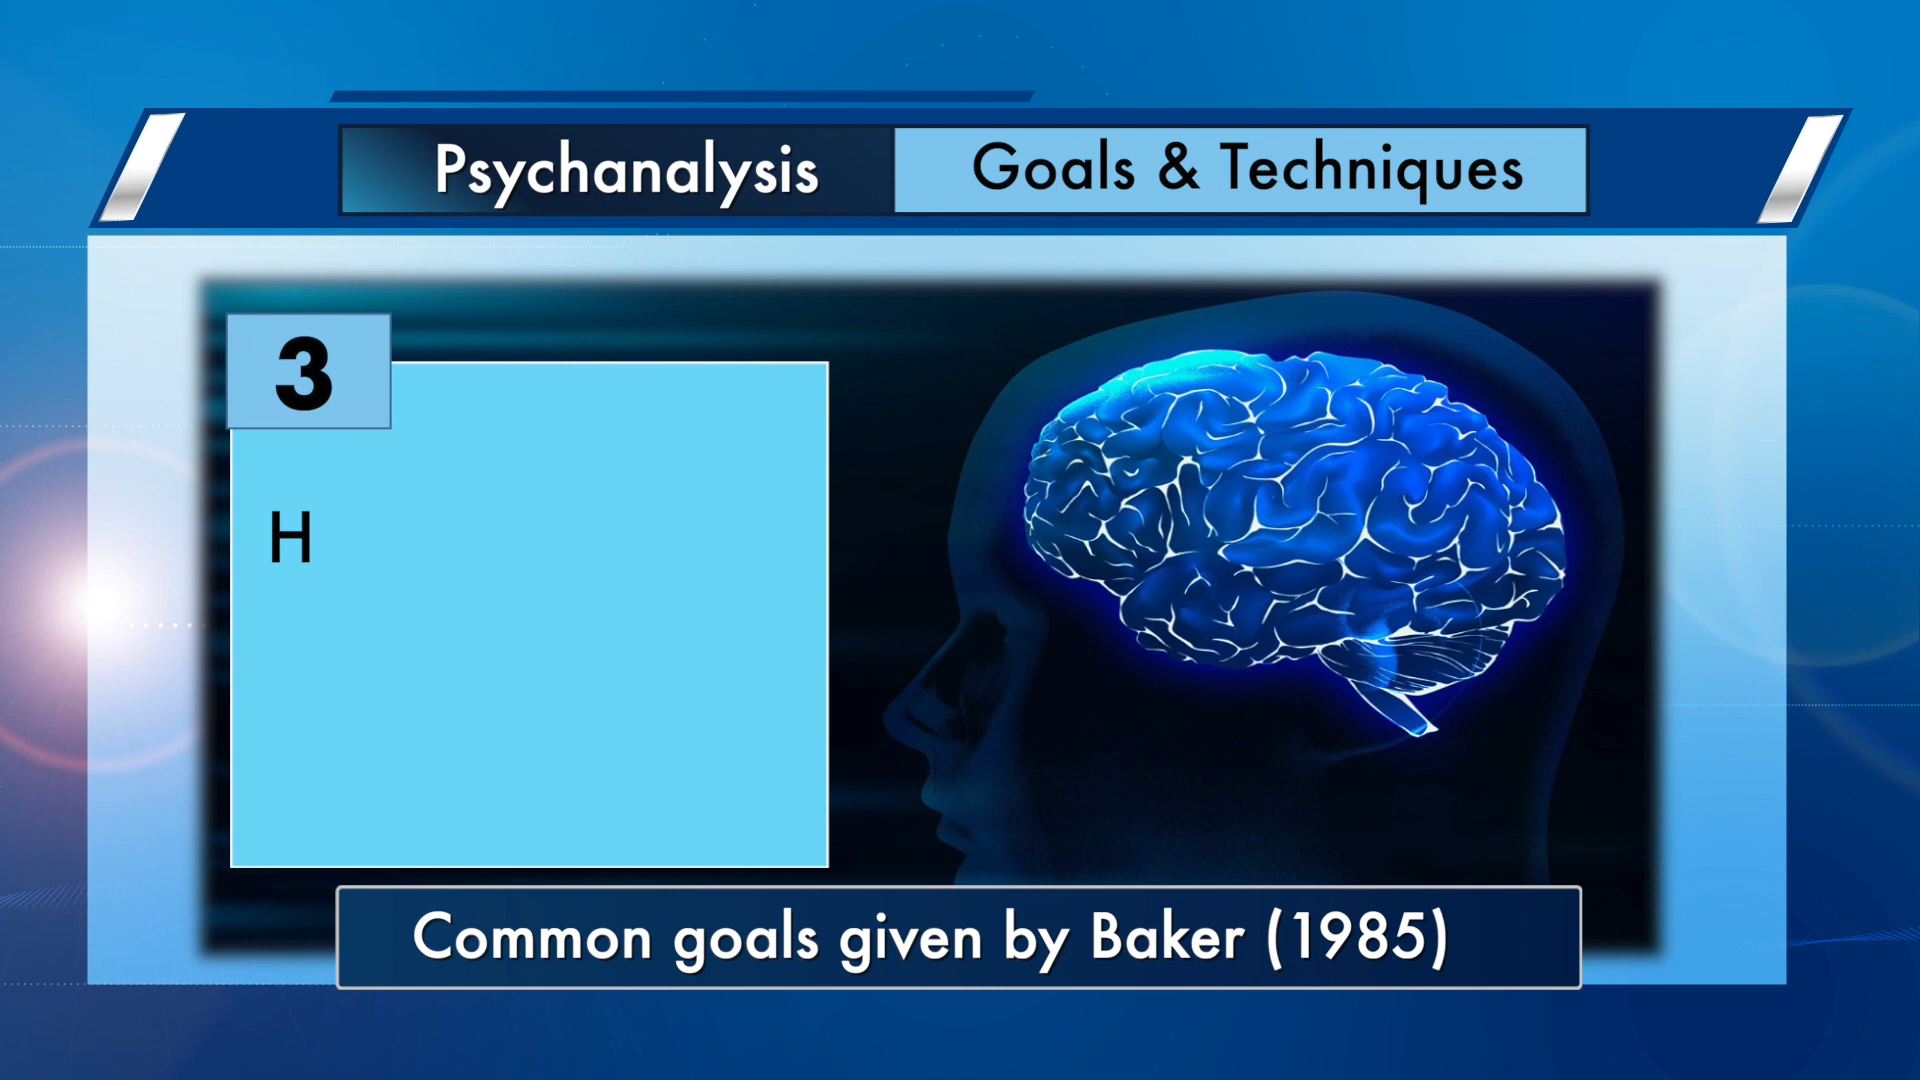 Psychanalysis
Goals & Techniques
3
H
Common goals given by Baker (1985)